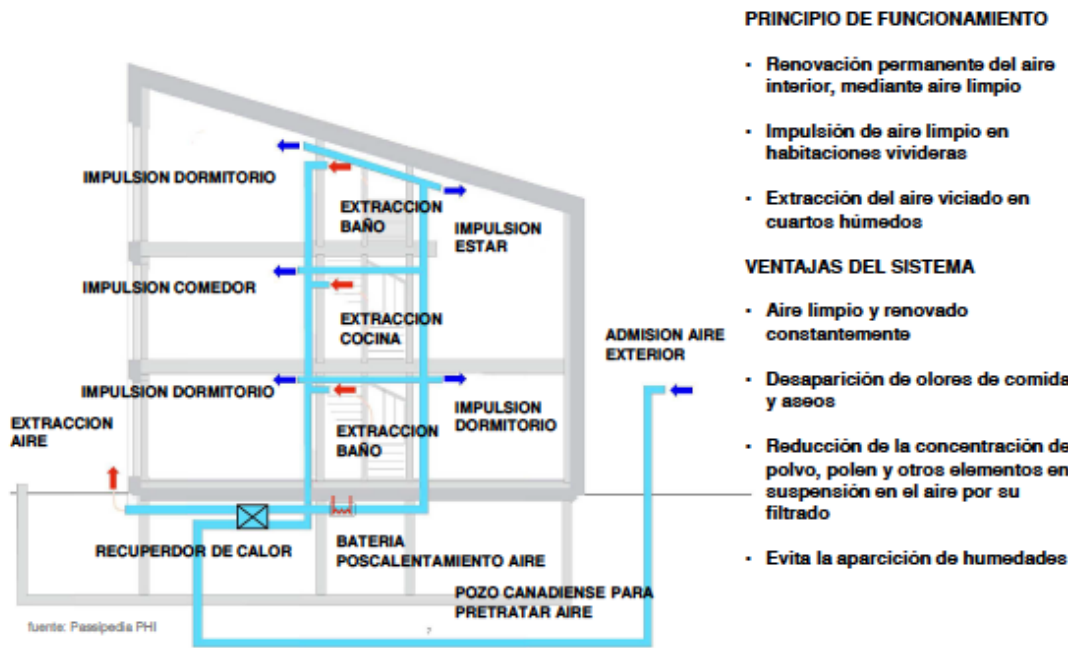 PRINCIPIO DE FUNCIONAMIENTO
· Renovación permanente del aire
interior, mediante aire limpio
· Impulsión de aire limpio en
habitaciones vivideras
· Extracción del aire viciado en
cuartos húmedos
VENTAJAS DEL SISTEMA
· Aire limpio y renovado
constantemente
· Desaparición de olores de comida
y aseos
· Reducción de la concentración de
polvo, polen y otros elementos en
suspensión en el aire por su
filtrado
· Evita la aparcición de humedades
IMPULSION DORMITORIO
EXTRACCION
BAÑO
IMPULSION
ESTAR
IMPULSION COMEDOR
EXTRACCION
COCINA
ADMISION AIRE
EXTERIOR
IMPULSION DORMITORIO
IMPULSION
DORMITORIO
EXTRACCION
AIRE
EXTRACCION
BAÑO
RECUPERDOR DE CALOR
BATERIA
POSCALENTAMIENTO AIRE
POZO CANADIENSE PARA
PRETRATAR AIRE
fuente: Passipedia PHI
7